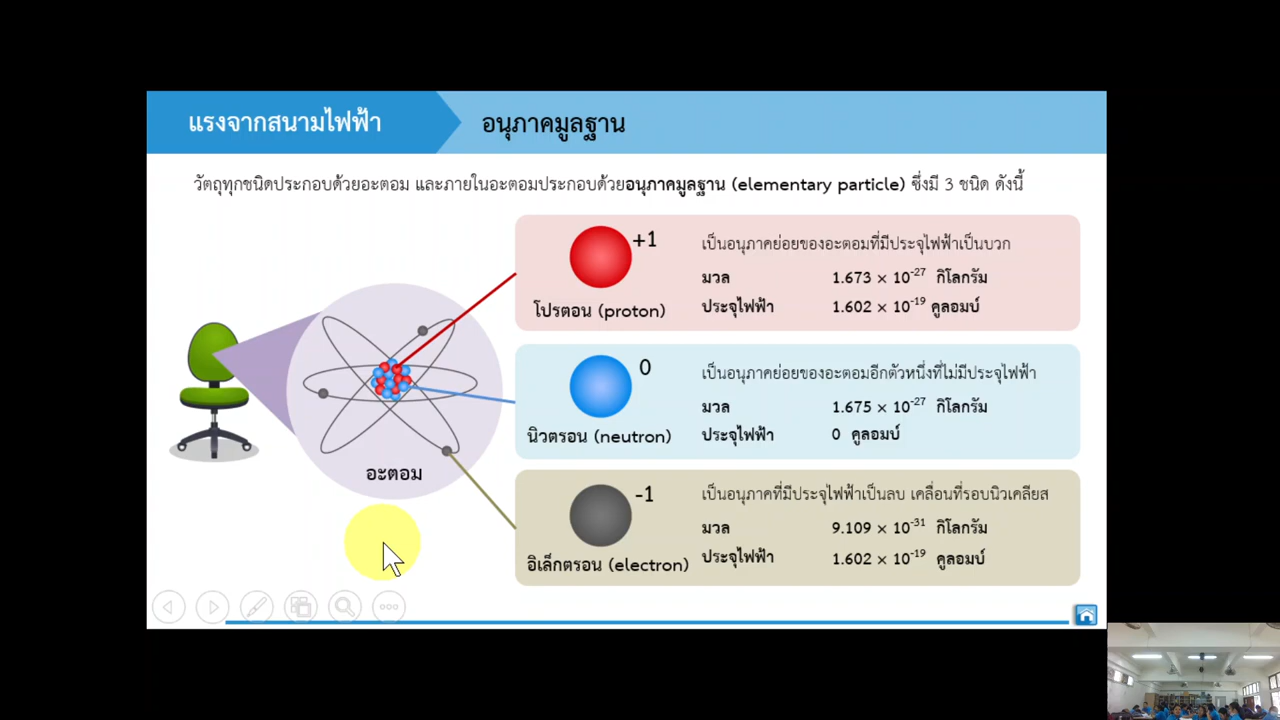 แรงจากสนามไฟฟ้า
อนุภาคมูลฐาน
วัตถุทุกชนิดประกอบด้วยอะตอม และภายในอะตอมประกอบด้วยอนุภาคมูลฐาน (elementary particle) ซึ่งมี 3 ชนิด ดังนี้
+1
โปรตอน (proton)
เป็นอนุภาคย่อยของอะตอมที่มีประจุไฟฟ้าเป็นบวก
มวล 1.673 × 10⁻²⁷ กิโลกรัม
ประจุไฟฟ้า 1.602 × 10⁻¹⁹ คูลอมบ์
0
นิวตรอน (neutron)
เป็นอนุภาคย่อยของอะตอมอีกตัวหนึ่งที่ไม่มีประจุไฟฟ้า
มวล 1.675 × 10⁻²⁷ กิโลกรัม
ประจุไฟฟ้า 0 คูลอมบ์
-1
อิเล็กตรอน (electron)
เป็นอนุภาคที่มีประจุไฟฟ้าเป็นลบ เคลื่อนที่รอบนิวเคลียส
มวล 9.109 × 10⁻³¹ กิโลกรัม
ประจุไฟฟ้า 1.602 × 10⁻¹⁹ คูลอมบ์
อะตอม